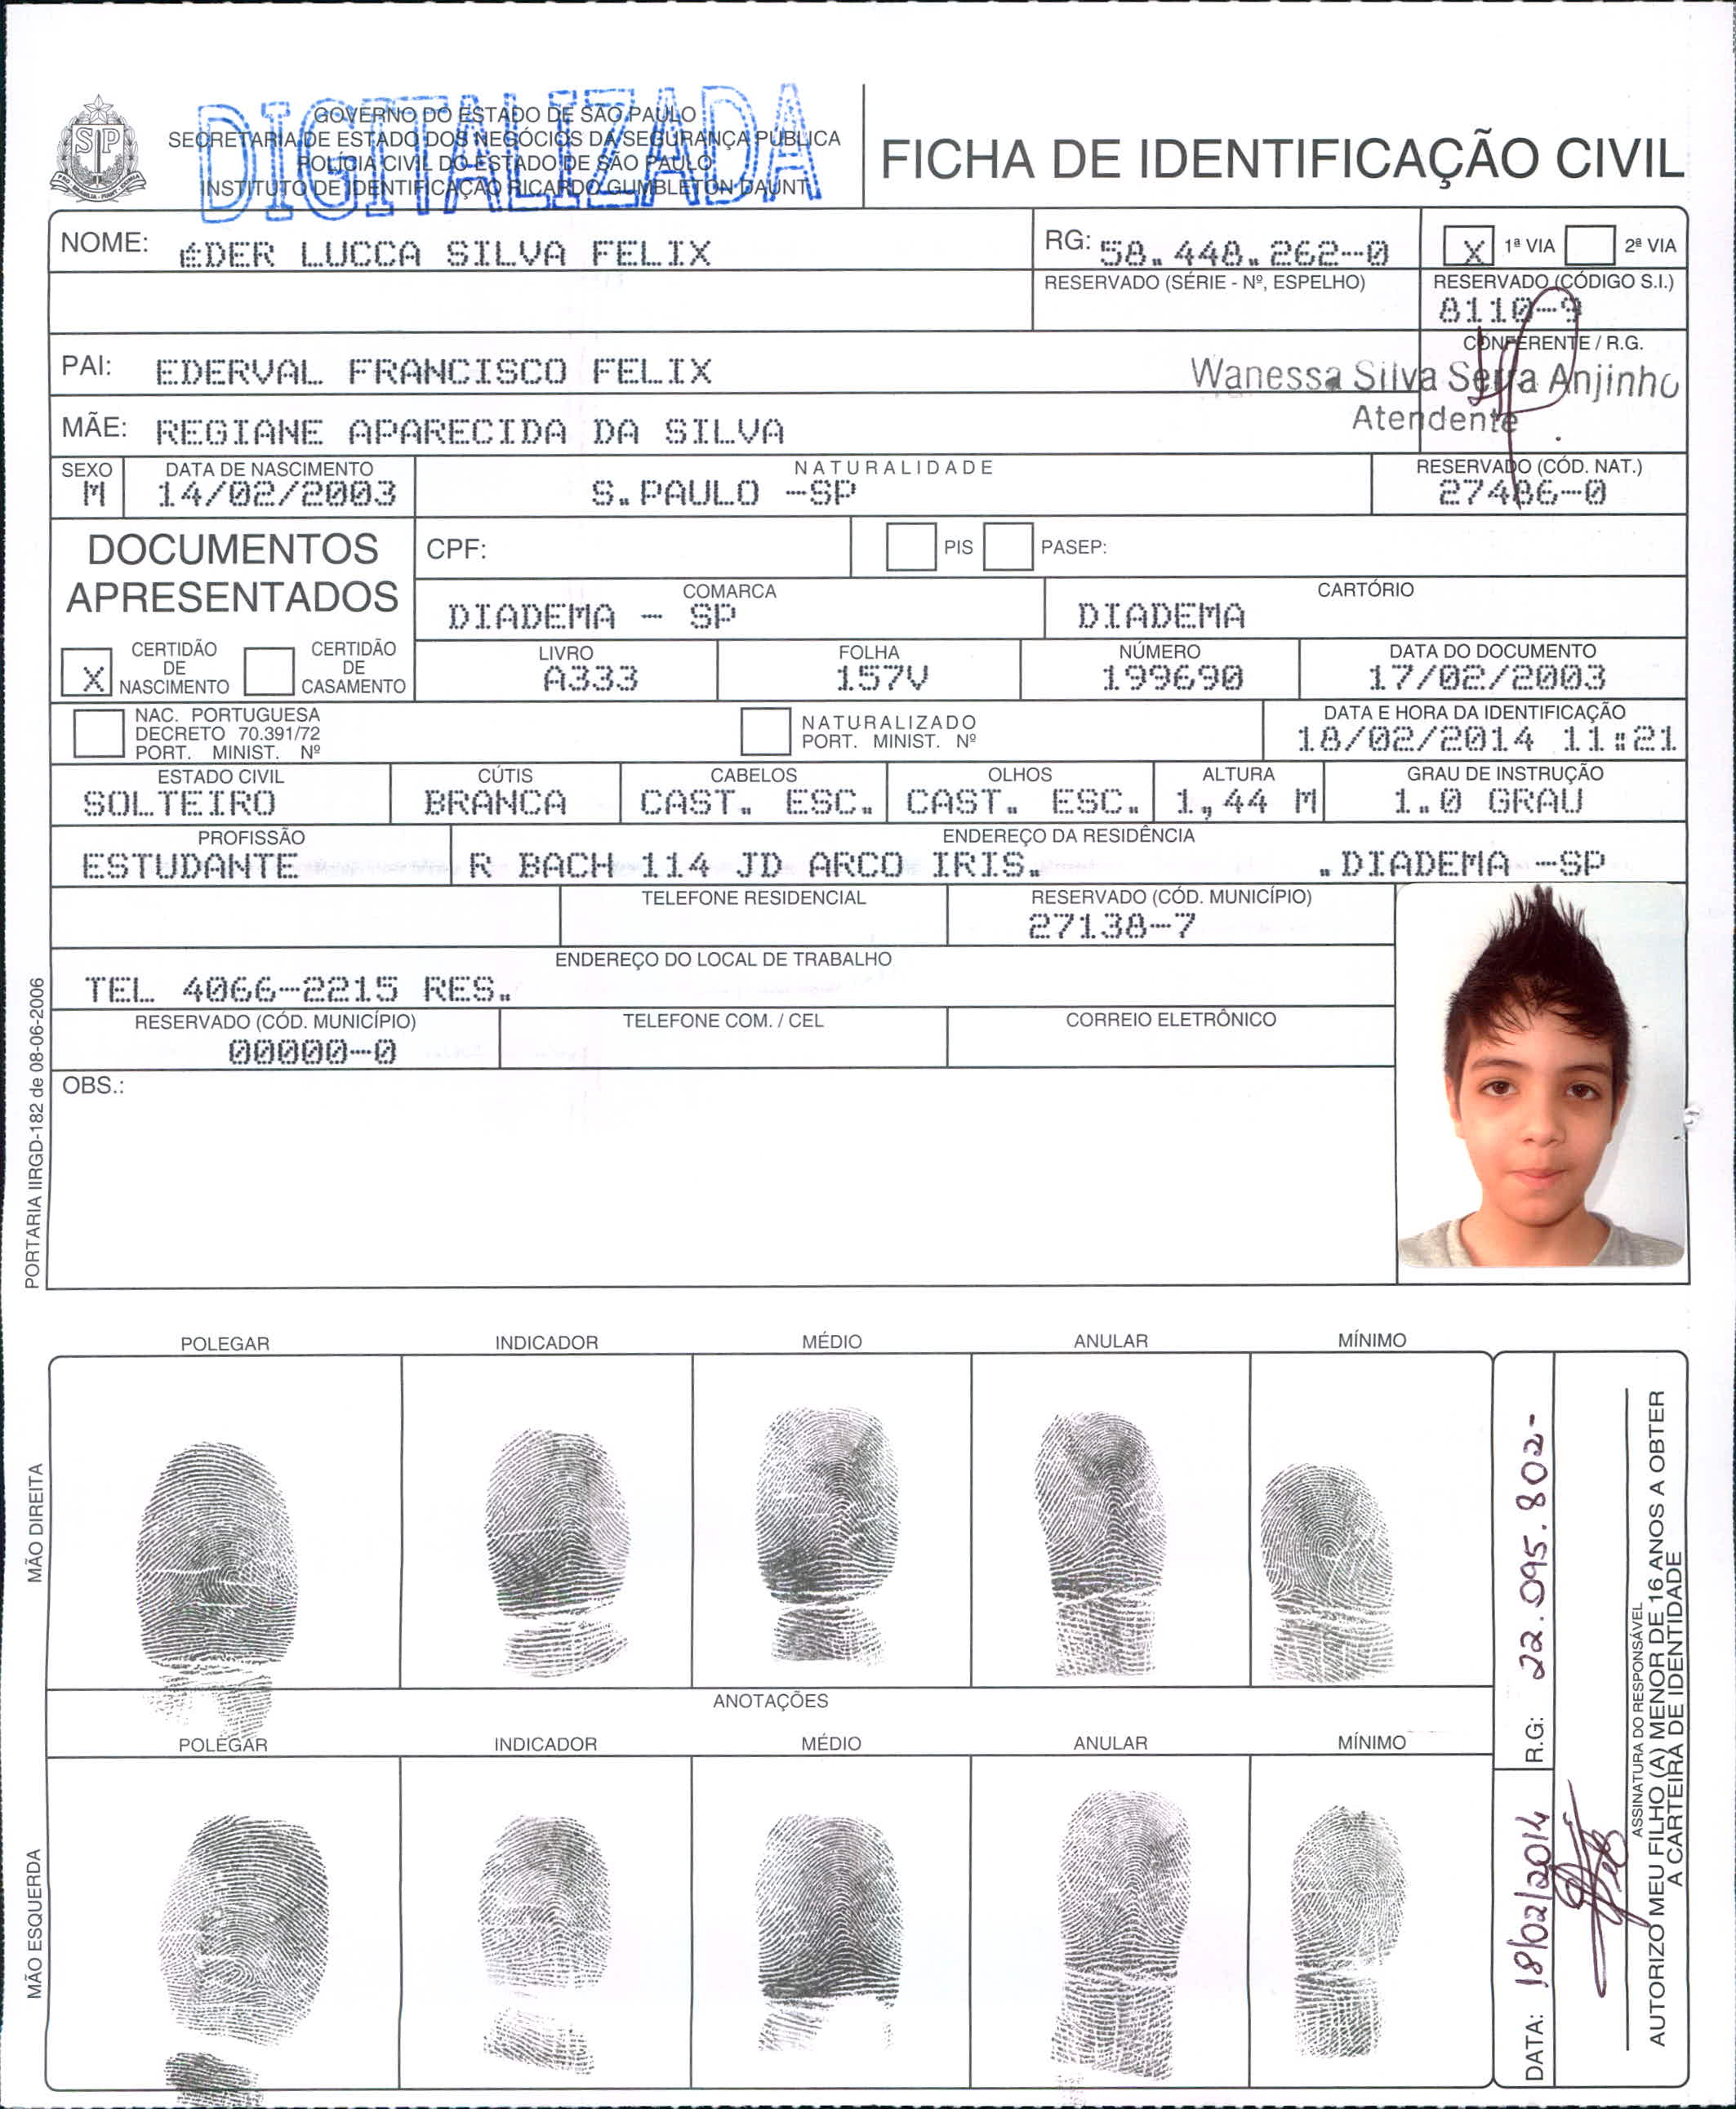 GOVERNO DO ESTADO DE SÃO PAULO
SECRETARIA DE ESTADO DOS NEGÓCIOS DA SEGURANÇA PÚBLICA
POLÍCIA CIVIL DO ESTADO DE SÃO PAULO
INSTITUTO DE IDENTIFICAÇÃO RICARDO GUMBLETON DAUNT
DIGITALIZADA
FICHA DE IDENTIFICAÇÃO CIVIL
NOME: éDER LUCCA SILVA FELIX
RG: 58.448.262-0
X 1ª VIA 2ª VIA
RESERVADO (SÉRIE - Nº, ESPELHO)
RESERVADO (CÓDIGO S.I.)
8110-9
PAI: EDERVAL FRANCISCO FELIX
CONFERENTE / R.G.
Wanessa Silva Serra Anjinho
Atendente
MÃE: REGIANE APARECIDA DA SILVA
SEXO
M
DATA DE NASCIMENTO
14/02/2003
NATURALIDADE
S.PAULO -SP
RESERVADO (CÓD. NAT.)
27486-0
DOCUMENTOS
APRESENTADOS
CPF:
PIS
PASEP:
COMARCA
DIADEMA - SP
CARTÓRIO
DIADEMA
X CERTIDÃO
DE
NASCIMENTO
CERTIDÃO
DE
CASAMENTO
LIVRO
A333
FOLHA
157V
NÚMERO
199690
DATA DO DOCUMENTO
17/02/2003
NAC. PORTUGUESA
DECRETO 70.391/72
PORT. MINIST. Nº
NATURALIZADO
PORT. MINIST. Nº
DATA E HORA DA IDENTIFICAÇÃO
18/02/2014 11:21
ESTADO CIVIL
SOLTEIRO
CÚTIS
BRANCA
CABELOS
CAST. ESC.
OLHOS
CAST. ESC.
ALTURA
1,44 M
GRAU DE INSTRUÇÃO
1.0 GRAU
PROFISSÃO
ESTUDANTE
ENDEREÇO DA RESIDÊNCIA
R BACH 114 JD ARCO IRIS. .DIADEMA -SP
TELEFONE RESIDENCIAL
RESERVADO (CÓD. MUNICÍPIO)
27138-7
ENDEREÇO DO LOCAL DE TRABALHO
TEL 4066-2215 RES.
RESERVADO (CÓD. MUNICÍPIO)
00000-0
TELEFONE COM. / CEL
CORREIO ELETRÔNICO
OBS.:
PORTARIA IIRGD-182 de 08-06-2006
POLEGAR INDICADOR MÉDIO ANULAR MÍNIMO
MÃO DIREITA
ANOTAÇÕES
POLEGAR INDICADOR MÉDIO ANULAR MÍNIMO
MÃO ESQUERDA
DATA: 18/02/2014 R.G: 22.095.802-
ASSINATURA DO RESPONSÁVEL
AUTORIZO MEU FILHO (A) MENOR DE 16 ANOS A OBTER
A CARTEIRA DE IDENTIDADE